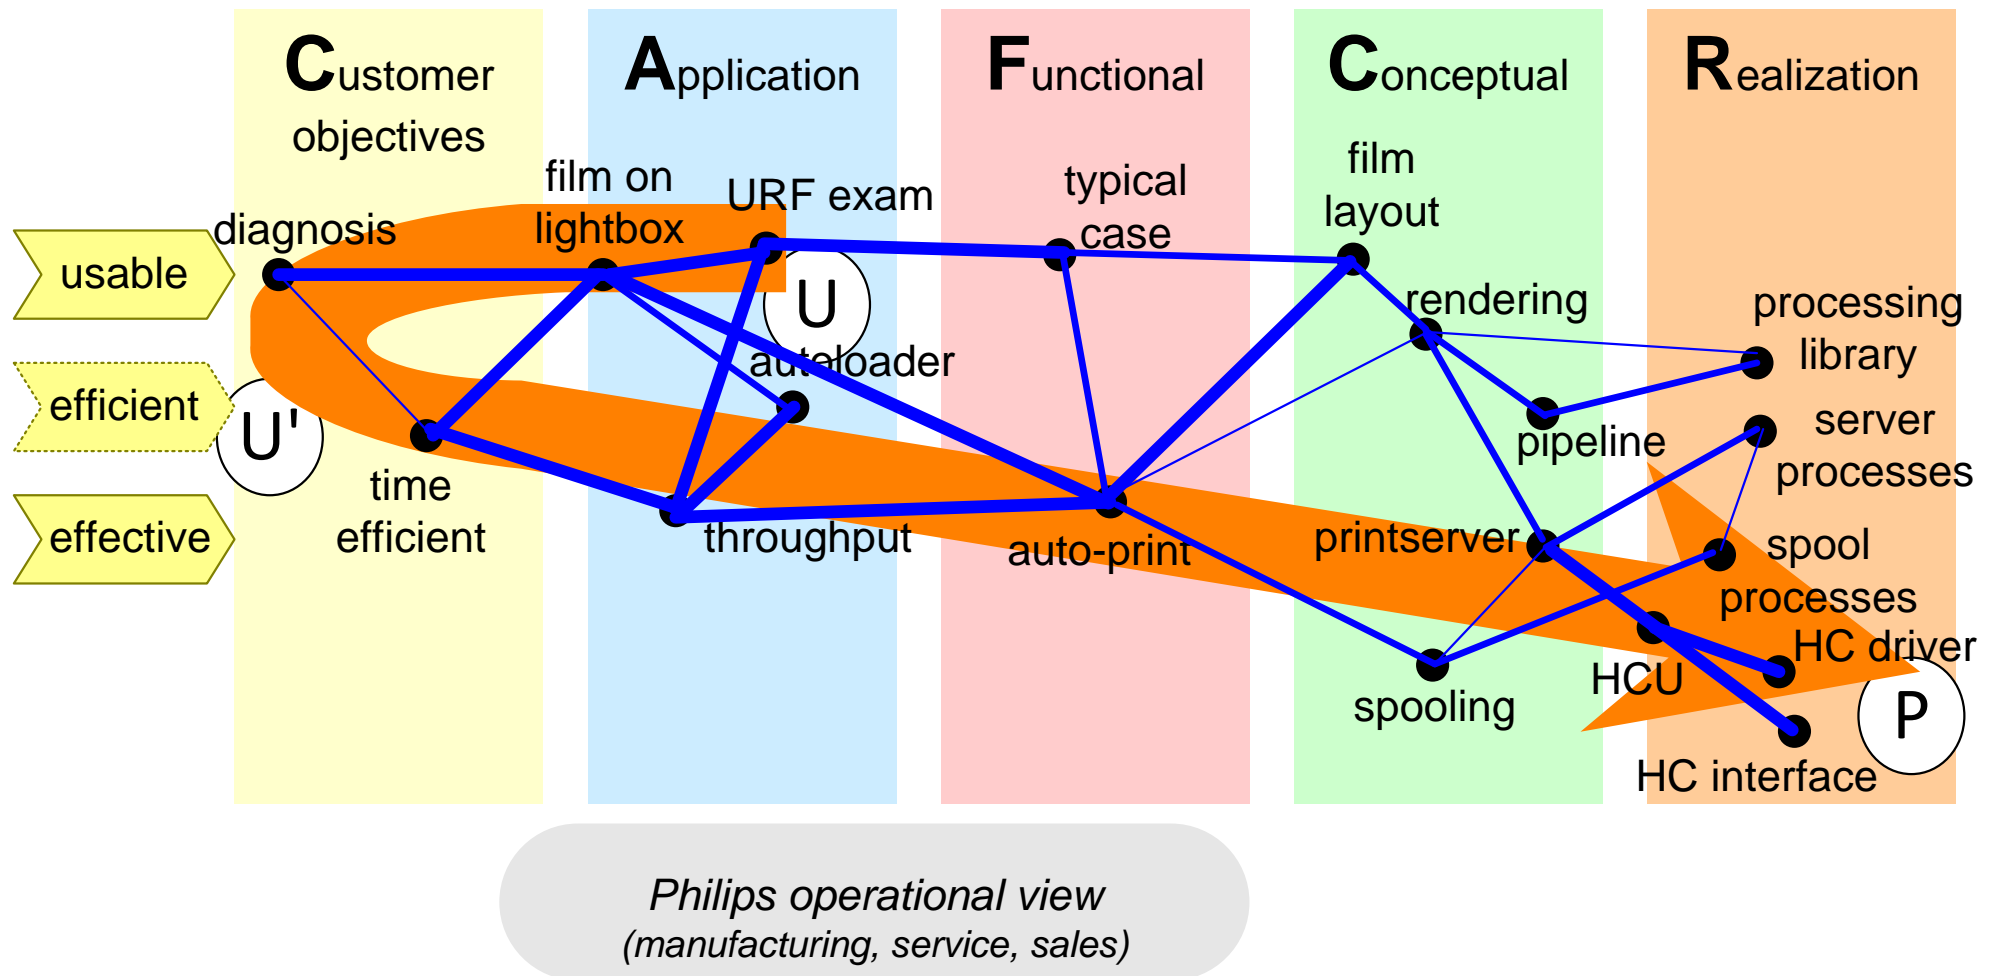 Customer
objectives
Application
Functional
Conceptual
Realization
usable
efficient
effective
diagnosis
U'
time
efficient
film on
lightbox
URF exam
U
autoloader
throughput
typical
case
auto-print
film
layout
rendering
pipeline
printserver
spooling
processing
library
server
processes
spool
processes
HCU
HC driver
HC interface
P
Philips operational view
(manufacturing, service, sales)